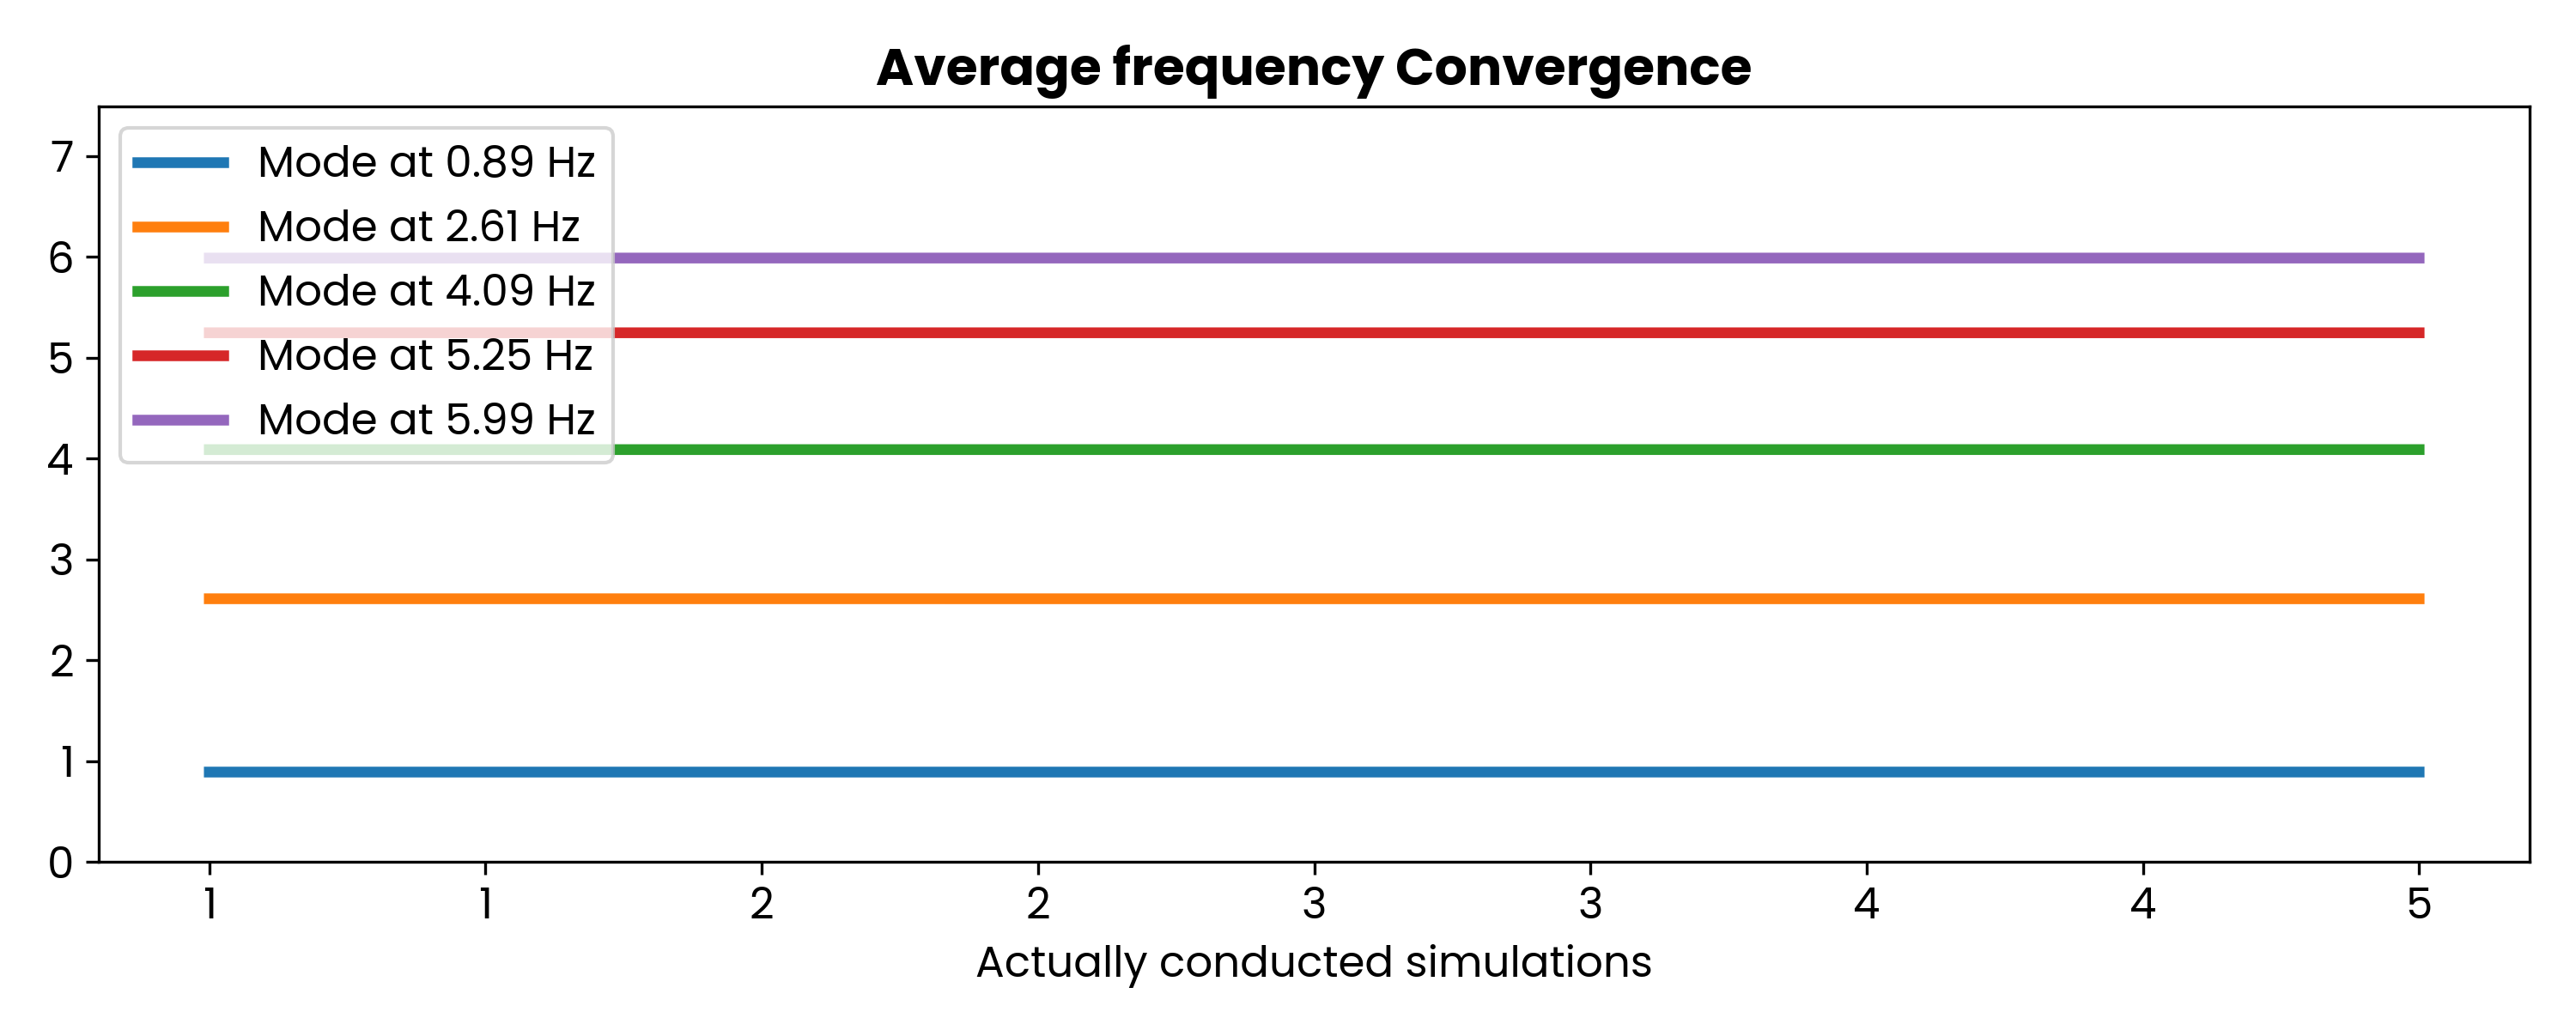 Average frequency Convergence
Mode at 0.89 Hz
Mode at 2.61 Hz
Mode at 4.09 Hz
Mode at 5.25 Hz
Mode at 5.99 Hz
7
6
5
4
3
2
1
0
1 1 2 2 3 3 4 4 5
Actually conducted simulations